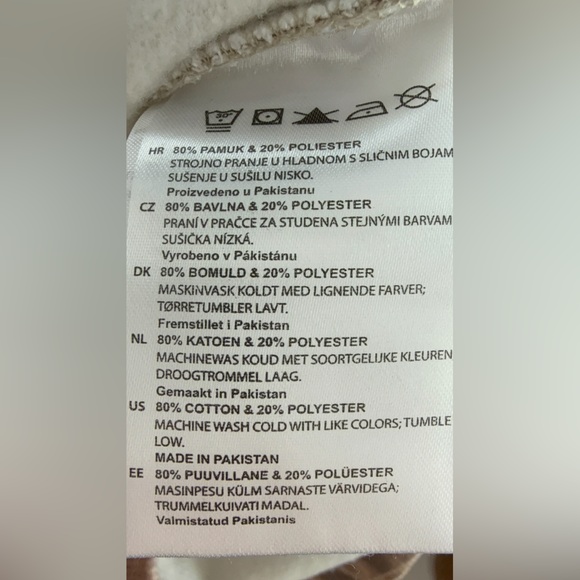 30°
HR 80% PAMUK & 20% POLIESTER
STROJNO PRANJE U HLADNOM S SLIČNIM BOJAM
SUŠENJE U SUŠILU NISKO.
Proizvedeno u Pakistanu
CZ 80% BAVLNA & 20% POLYESTER
PRANÍ V PRAČCE ZA STUDENA STEJNÝMI BARVAM
SUŠIČKA NÍZKÁ.
Vyrobeno v Pákistánu
DK 80% BOMULD & 20% POLYESTER
MASKINVASK KOLDT MED LIGNENDE FARVER;
TØRRETUMBLER LAVT.
Fremstillet i Pakistan
NL 80% KATOEN & 20% POLYESTER
MACHINEWAS KOUD MET SOORTGELIJKE KLEUREN
DROOGTROMMEL LAAG.
Gemaakt in Pakistan
US 80% COTTON & 20% POLYESTER
MACHINE WASH COLD WITH LIKE COLORS; TUMBLE
LOW.
MADE IN PAKISTAN
EE 80% PUUVILLANE & 20% POLÜESTER
MASINPESU KÜLM SARNASTE VÄRVIDEGA;
TRUMMELKUIVATI MADAL.
Valmistatud Pakistanis